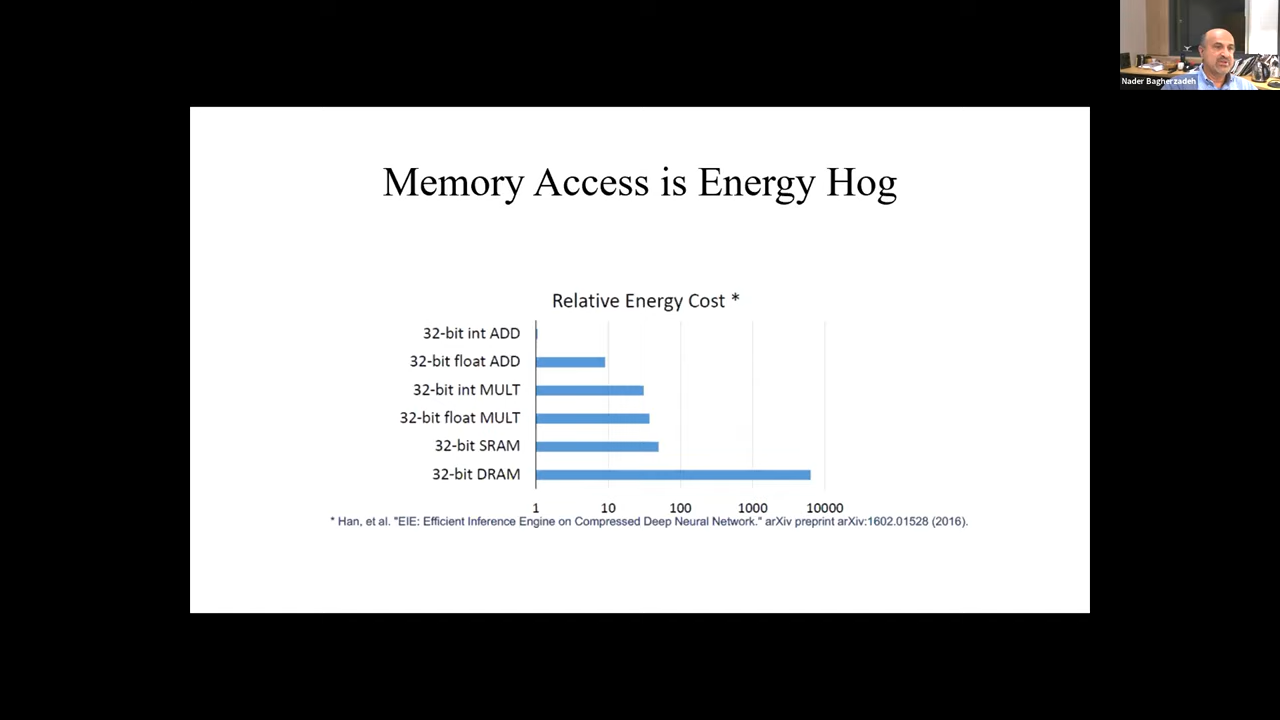 Nader Bagherzadeh
Memory Access is Energy Hog
Relative Energy Cost *
32-bit int ADD
32-bit float ADD
32-bit int MULT
32-bit float MULT
32-bit SRAM
32-bit DRAM
1 10 100 1000 10000
* Han, et al. "EIE: Efficient Inference Engine on Compressed Deep Neural Network." arXiv preprint arXiv:1602.01528 (2016).